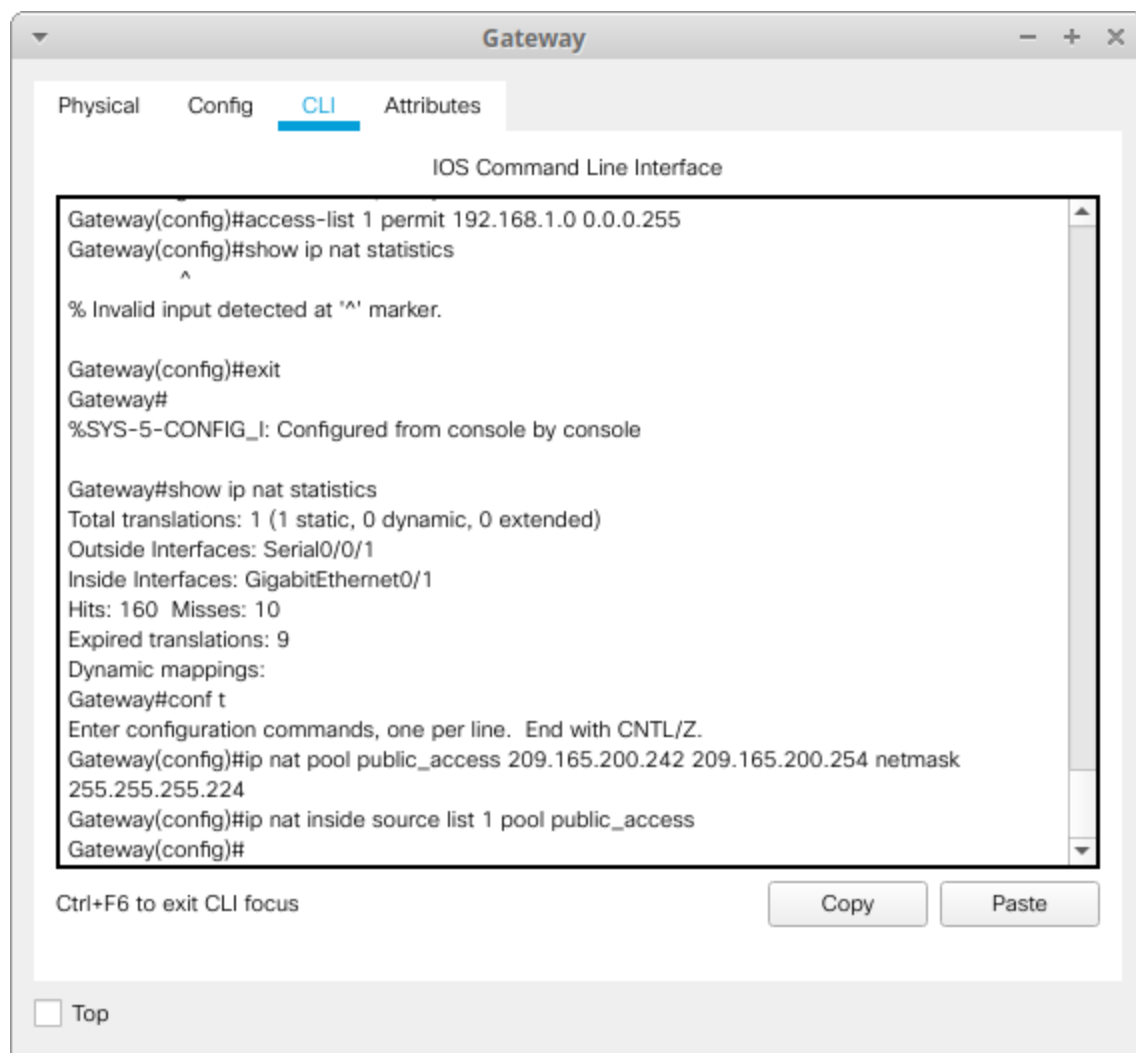 Gateway
Physical Config CLI Attributes
IOS Command Line Interface
Gateway(config)#access-list 1 permit 192.168.1.0 0.0.0.255
Gateway(config)#show ip nat statistics
^
% Invalid input detected at '^' marker.
Gateway(config)#exit
Gateway#
%SYS-5-CONFIG_I: Configured from console by console
Gateway#show ip nat statistics
Total translations: 1 (1 static, 0 dynamic, 0 extended)
Outside Interfaces: Serial0/0/1
Inside Interfaces: GigabitEthernet0/1
Hits: 160 Misses: 10
Expired translations: 9
Dynamic mappings:
Gateway#conf t
Enter configuration commands, one per line. End with CNTL/Z.
Gateway(config)#ip nat pool public_access 209.165.200.242 209.165.200.254 netmask
255.255.255.224
Gateway(config)#ip nat inside source list 1 pool public_access
Gateway(config)#
Ctrl+F6 to exit CLI focus
Copy Paste
Top